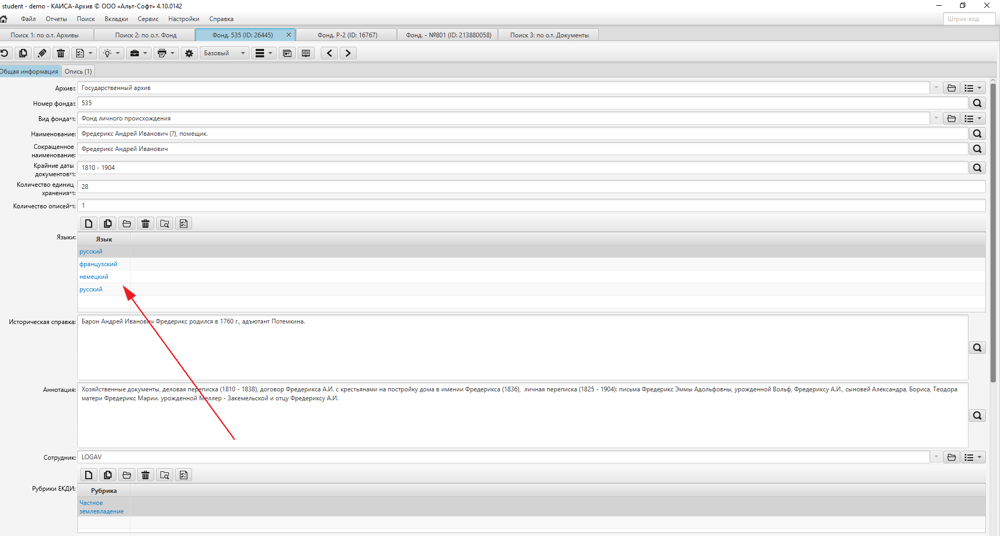 student - demo - КАИСА-Архив © ООО «Альт-Софт» 4.10.0142
Файл Отчеты Поиск Вкладки Сервис Настройки Справка Штрих-код
Поиск 1: по о.т. Архивы Поиск 2: по о.т. Фонд Фонд. 535 (ID: 26445) Фонд. Р-2 (ID: 16767) Фонд. - №801 (ID: 213880058) Поиск 3: по о.т. Документы
Базовый
Общая информация Опись (1)
Архив: Государственный архив
Номер фонда: 535
Вид фонда*1: Фонд личного происхождения
Наименование: Фредерикс Андрей Иванович (?), помещик.
Сокращенное
наименование: Фредерикс Андрей Иванович
Крайние даты
документов*1: 1810 - 1904
Количество единиц
хранения*1: 28
Количество описей*1: 1
Языки: Язык
русский
французский
немецкий
русский
Историческая справка: Барон Андрей Иванович Фредерикс родился в 1760 г., адъютант Потемкина.
Аннотация: Хозяйственные документы, деловая переписка (1810 - 1838), договор Фредерикса А.И. с крестьянами на постройку дома в имении Фредерикса (1836), личная переписка (1825 - 1904): письма Фредерикс Эммы Адольфовны, урожденной Вольф, Фредериксу А.И., сыновей Александра, Бориса, Теодора
матери Фредерикс Марии. урожденной Меллер - Закемельской и отцу Фредериксу А.И.
Сотрудник: LOGAV
Рубрики ЕКДИ: Рубрика
Частное
землевладение